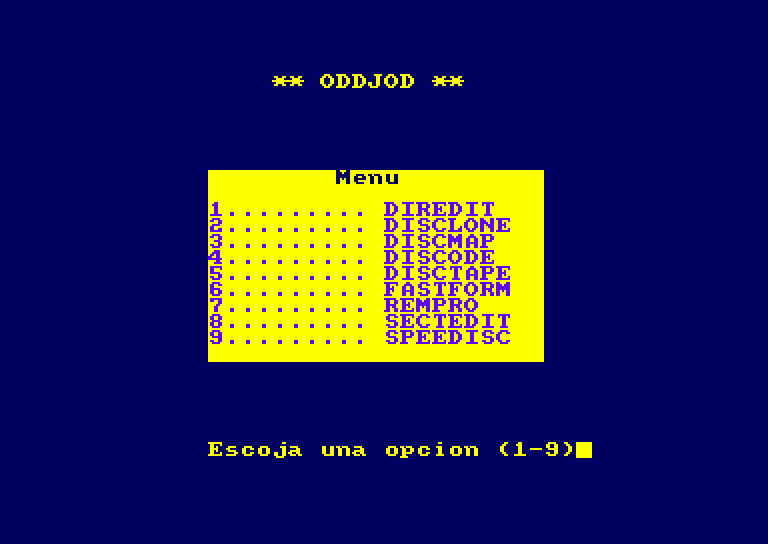 ** ODDJOD **
Menu
1......... DIREDIT
2......... DISCLONE
3......... DISCMAP
4......... DISCODE
5......... DISCTAPE
6......... FASTFORM
7......... REMPRO
8......... SECTEDIT
9......... SPEEDISC
Escoja una opcion (1-9)